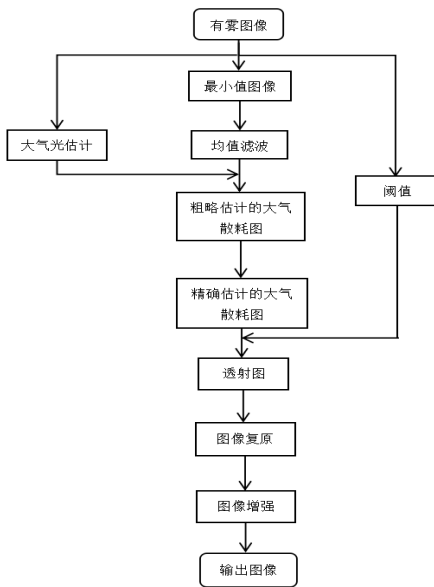 有雾图像
最小值图像
大气光估计
均值滤波
阈值
粗略估计的大气
散耗图
精确估计的大气
散耗图
透射图
图像复原
图像增强
输出图像